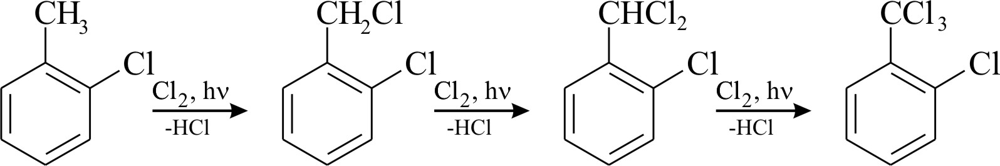 CH3
Cl
Cl2, hν
-HCl
CH2Cl
Cl
Cl2, hν
-HCl
CHCl2
Cl
Cl2, hν
-HCl
CCl3
Cl